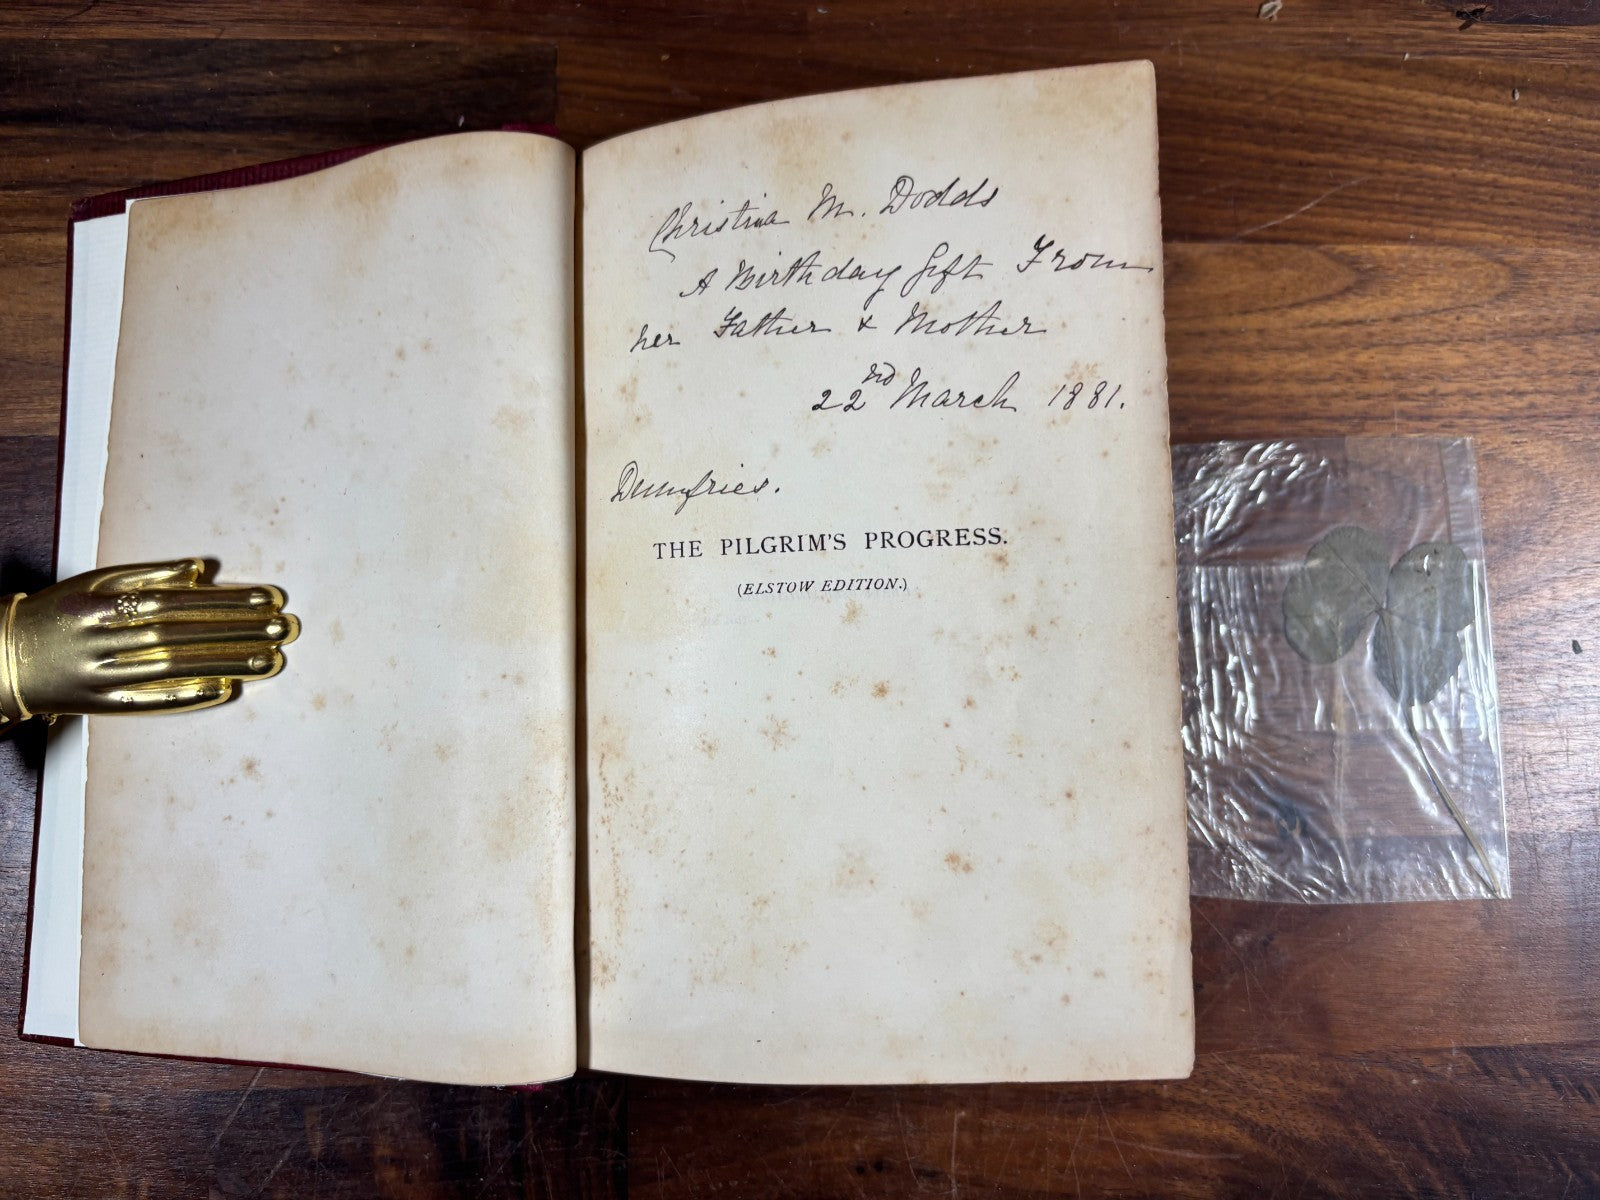 Christina M. Dodds
A Birthday Gift From
her Father & Mother
22nd March 1881.
Dumfries.
THE PILGRIM'S PROGRESS.
(ELSTOW EDITION.)